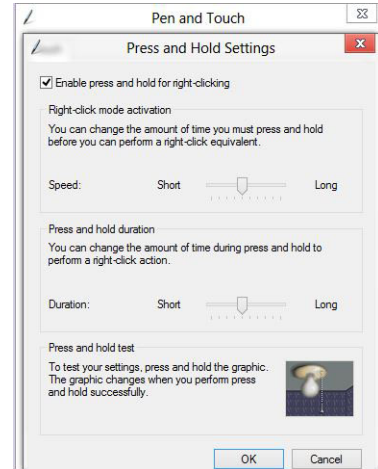 Pen and Touch
Press and Hold Settings
Enable press and hold for right-clicking
Right-click mode activation
You can change the amount of time you must press and hold
before you can perform a right-click equivalent.
Speed: Short Long
Press and hold duration
You can change the amount of time during press and hold to
perform a right-click action.
Duration: Short Long
Press and hold test
To test your settings, press and hold the graphic.
The graphic changes when you perform press
and hold successfully.
OK Cancel